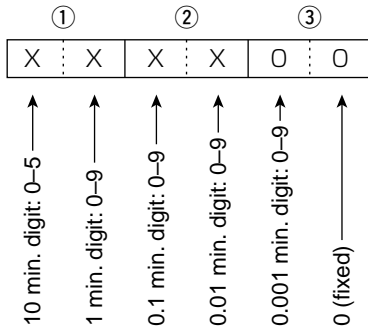 ① ② ③
X X X X 0 0
10 min. digit: 0–5
1 min. digit: 0–9
0.1 min. digit: 0–9
0.01 min. digit: 0–9
0.001 min. digit: 0–9
0 (fixed)